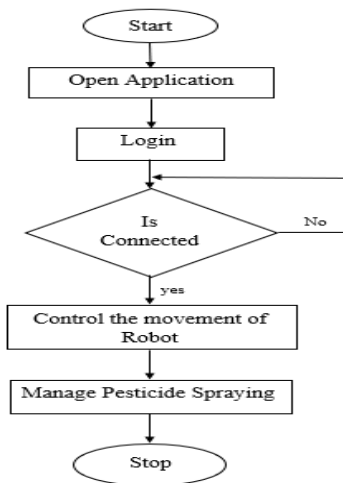 Start
Open Application
Login
Is
Connected
No
yes
Control the movement of
Robot
Manage Pesticide Spraying
Stop